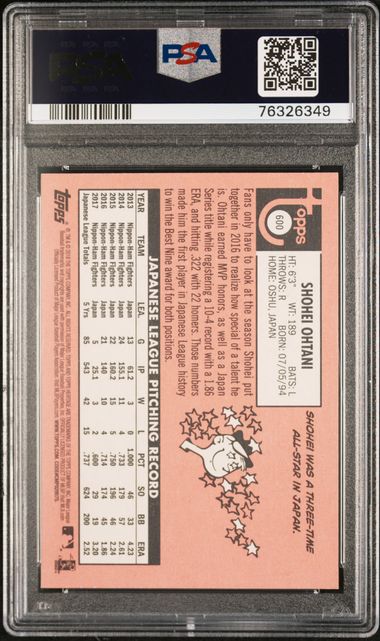 PSA
PSA
76326349
Topps
600
SHOHEI OHTANI
HT: 6'3" WT: 189 BATS: L
THROWS: R BORN: 07/05/94
HOME: OSHU, JAPAN
SHOHEI WAS A THREE-TIME
ALL-STAR IN JAPAN.
Fans only have to look at the season Shohei put
together in 2016 to realize how special of a talent he
is. Ohtani earned MVP honors, as well as a Japan
Series title while registering a 10-4 record with a 1.86
ERA, and hitting .322 with 22 homers. Those numbers
made him the first player in Japanese League history
to win the Best Nine award for both positions.
JAPANESE LEAGUE PITCHING RECORD
YEAR TEAM LEA. G IP W L PCT SO BB ERA
2013 Nippon-Ham Fighters Japan 13 61.2 3 0 1.000 46 33 4.23
2014 Nippon-Ham Fighters Japan 24 155.1 11 4 .733 179 57 2.61
2015 Nippon-Ham Fighters Japan 22 160.2 15 5 .750 196 46 2.24
2016 Nippon-Ham Fighters Japan 21 140 10 4 .714 174 45 1.86
2017 Nippon-Ham Fighters Japan 5 25.1 3 2 .600 29 19 3.20
Japanese League Totals 5 Yrs 85 543 42 15 .737 624 200 2.52
Topps